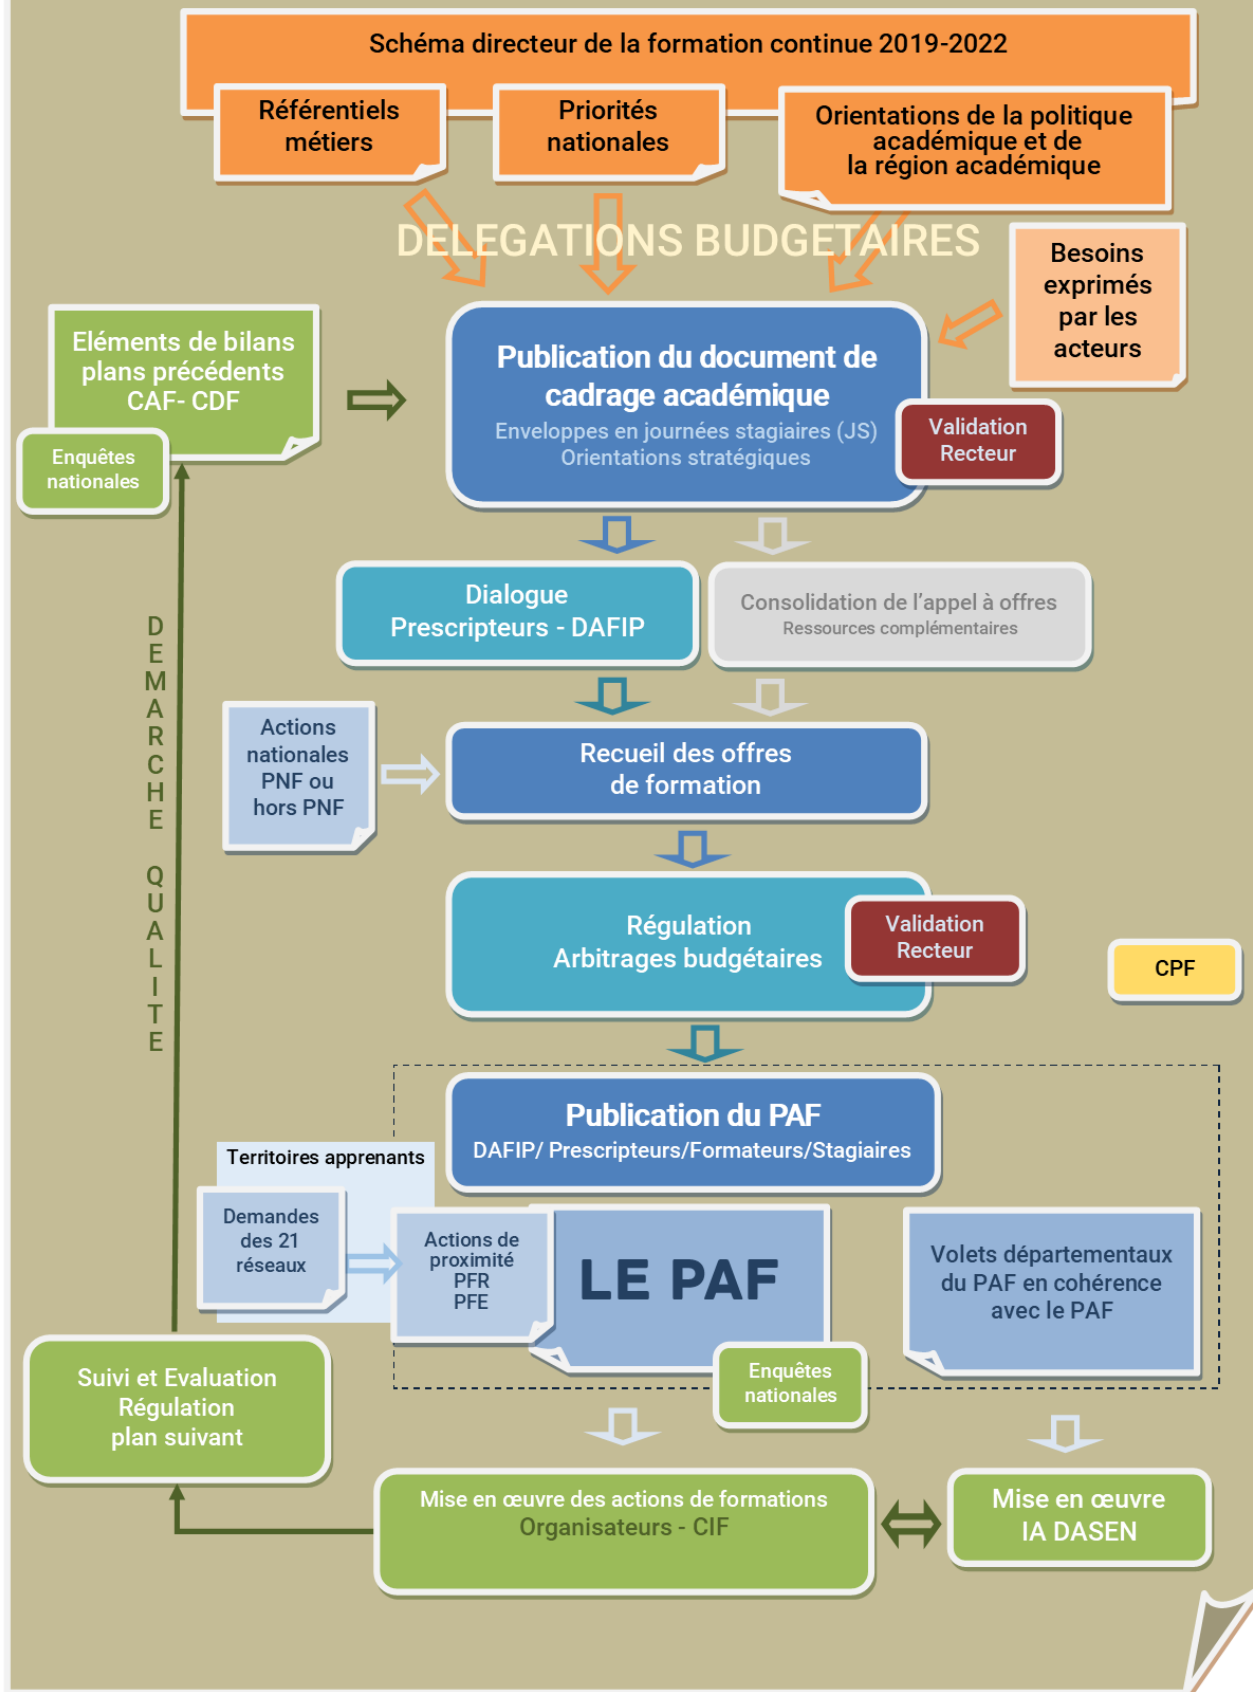 Schéma directeur de la formation continue 2019-2022
Référentiels
métiers
Priorités
nationales
Orientations de la politique
académique et de
la région académique
DELEGATIONS BUDGETAIRES
Besoins
exprimés
par les
acteurs
Eléments de bilans
plans précédents
CAF- CDF
Enquêtes
nationales
Publication du document de
cadrage académique
Enveloppes en journées stagiaires (JS)
Orientations stratégiques
Validation
Recteur
Dialogue
Prescripteurs - DAFIP
Consolidation de l'appel à offres
Ressources complémentaires
DEMARCHE QUALITE
Actions
nationales
PNF ou
hors PNF
Recueil des offres
de formation
Régulation
Arbitrages budgétaires
Validation
Recteur
CPF
Publication du PAF
DAFIP/ Prescripteurs/Formateurs/Stagiaires
Territoires apprenants
Demandes
des 21
réseaux
Actions de
proximité
PFR
PFE
LE PAF
Volets départementaux
du PAF en cohérence
avec le PAF
Enquêtes
nationales
Suivi et Evaluation
Régulation
plan suivant
Mise en œuvre des actions de formations
Organisateurs - CIF
Mise en œuvre
IA DASEN